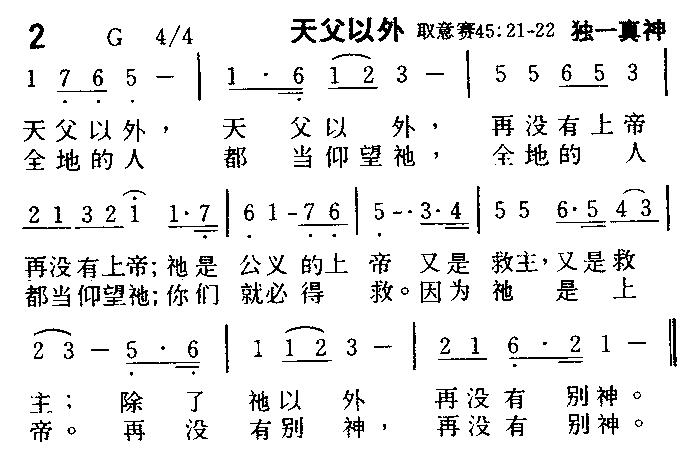 2 G 4/4 天父以外 取意赛45:21-22 独一真神
1 7 6 5 – | 1 · 6 1 2 3 – | 5 5 6 5 3 |
天父以外， 天 父以 外， 再没有上帝
全地的人 都 当仰望祂， 全地的 人
2 1 3 2 1 1 · 7 | 6 1 – 7 6 | 5 – · 3 · 4 | 5 5 6 · 5 4 3 |
再没有上帝；祂是 公义的上 帝 又是救主，又是救
都当仰望祂；你们 就必得 救。因为祂 是上
2 3 – 5 · 6 | 1 1 2 3 – | 2 1 6 · 2 1 – ‖
主；除了祂以外 再没有 别神。
帝。再没有别神， 再没有 别神。